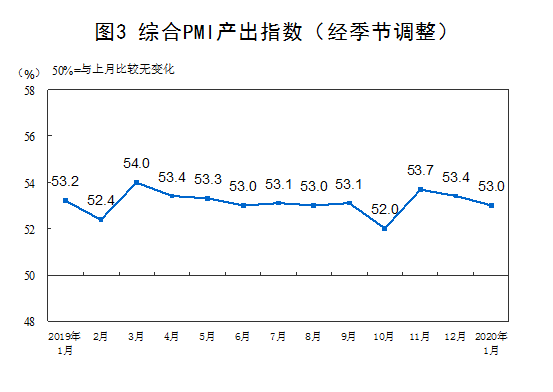 图3 综合PMI产出指数（经季节调整）
（%） 50%=与上月比较无变化
58
56
54
52
50
48
53.2
52.4
54.0
53.4
53.3
53.0
53.1
53.0
53.1
52.0
53.7
53.4
53.0
2019年
1月
2月
3月
4月
5月
6月
7月
8月
9月
10月
11月
12月
2020年
1月